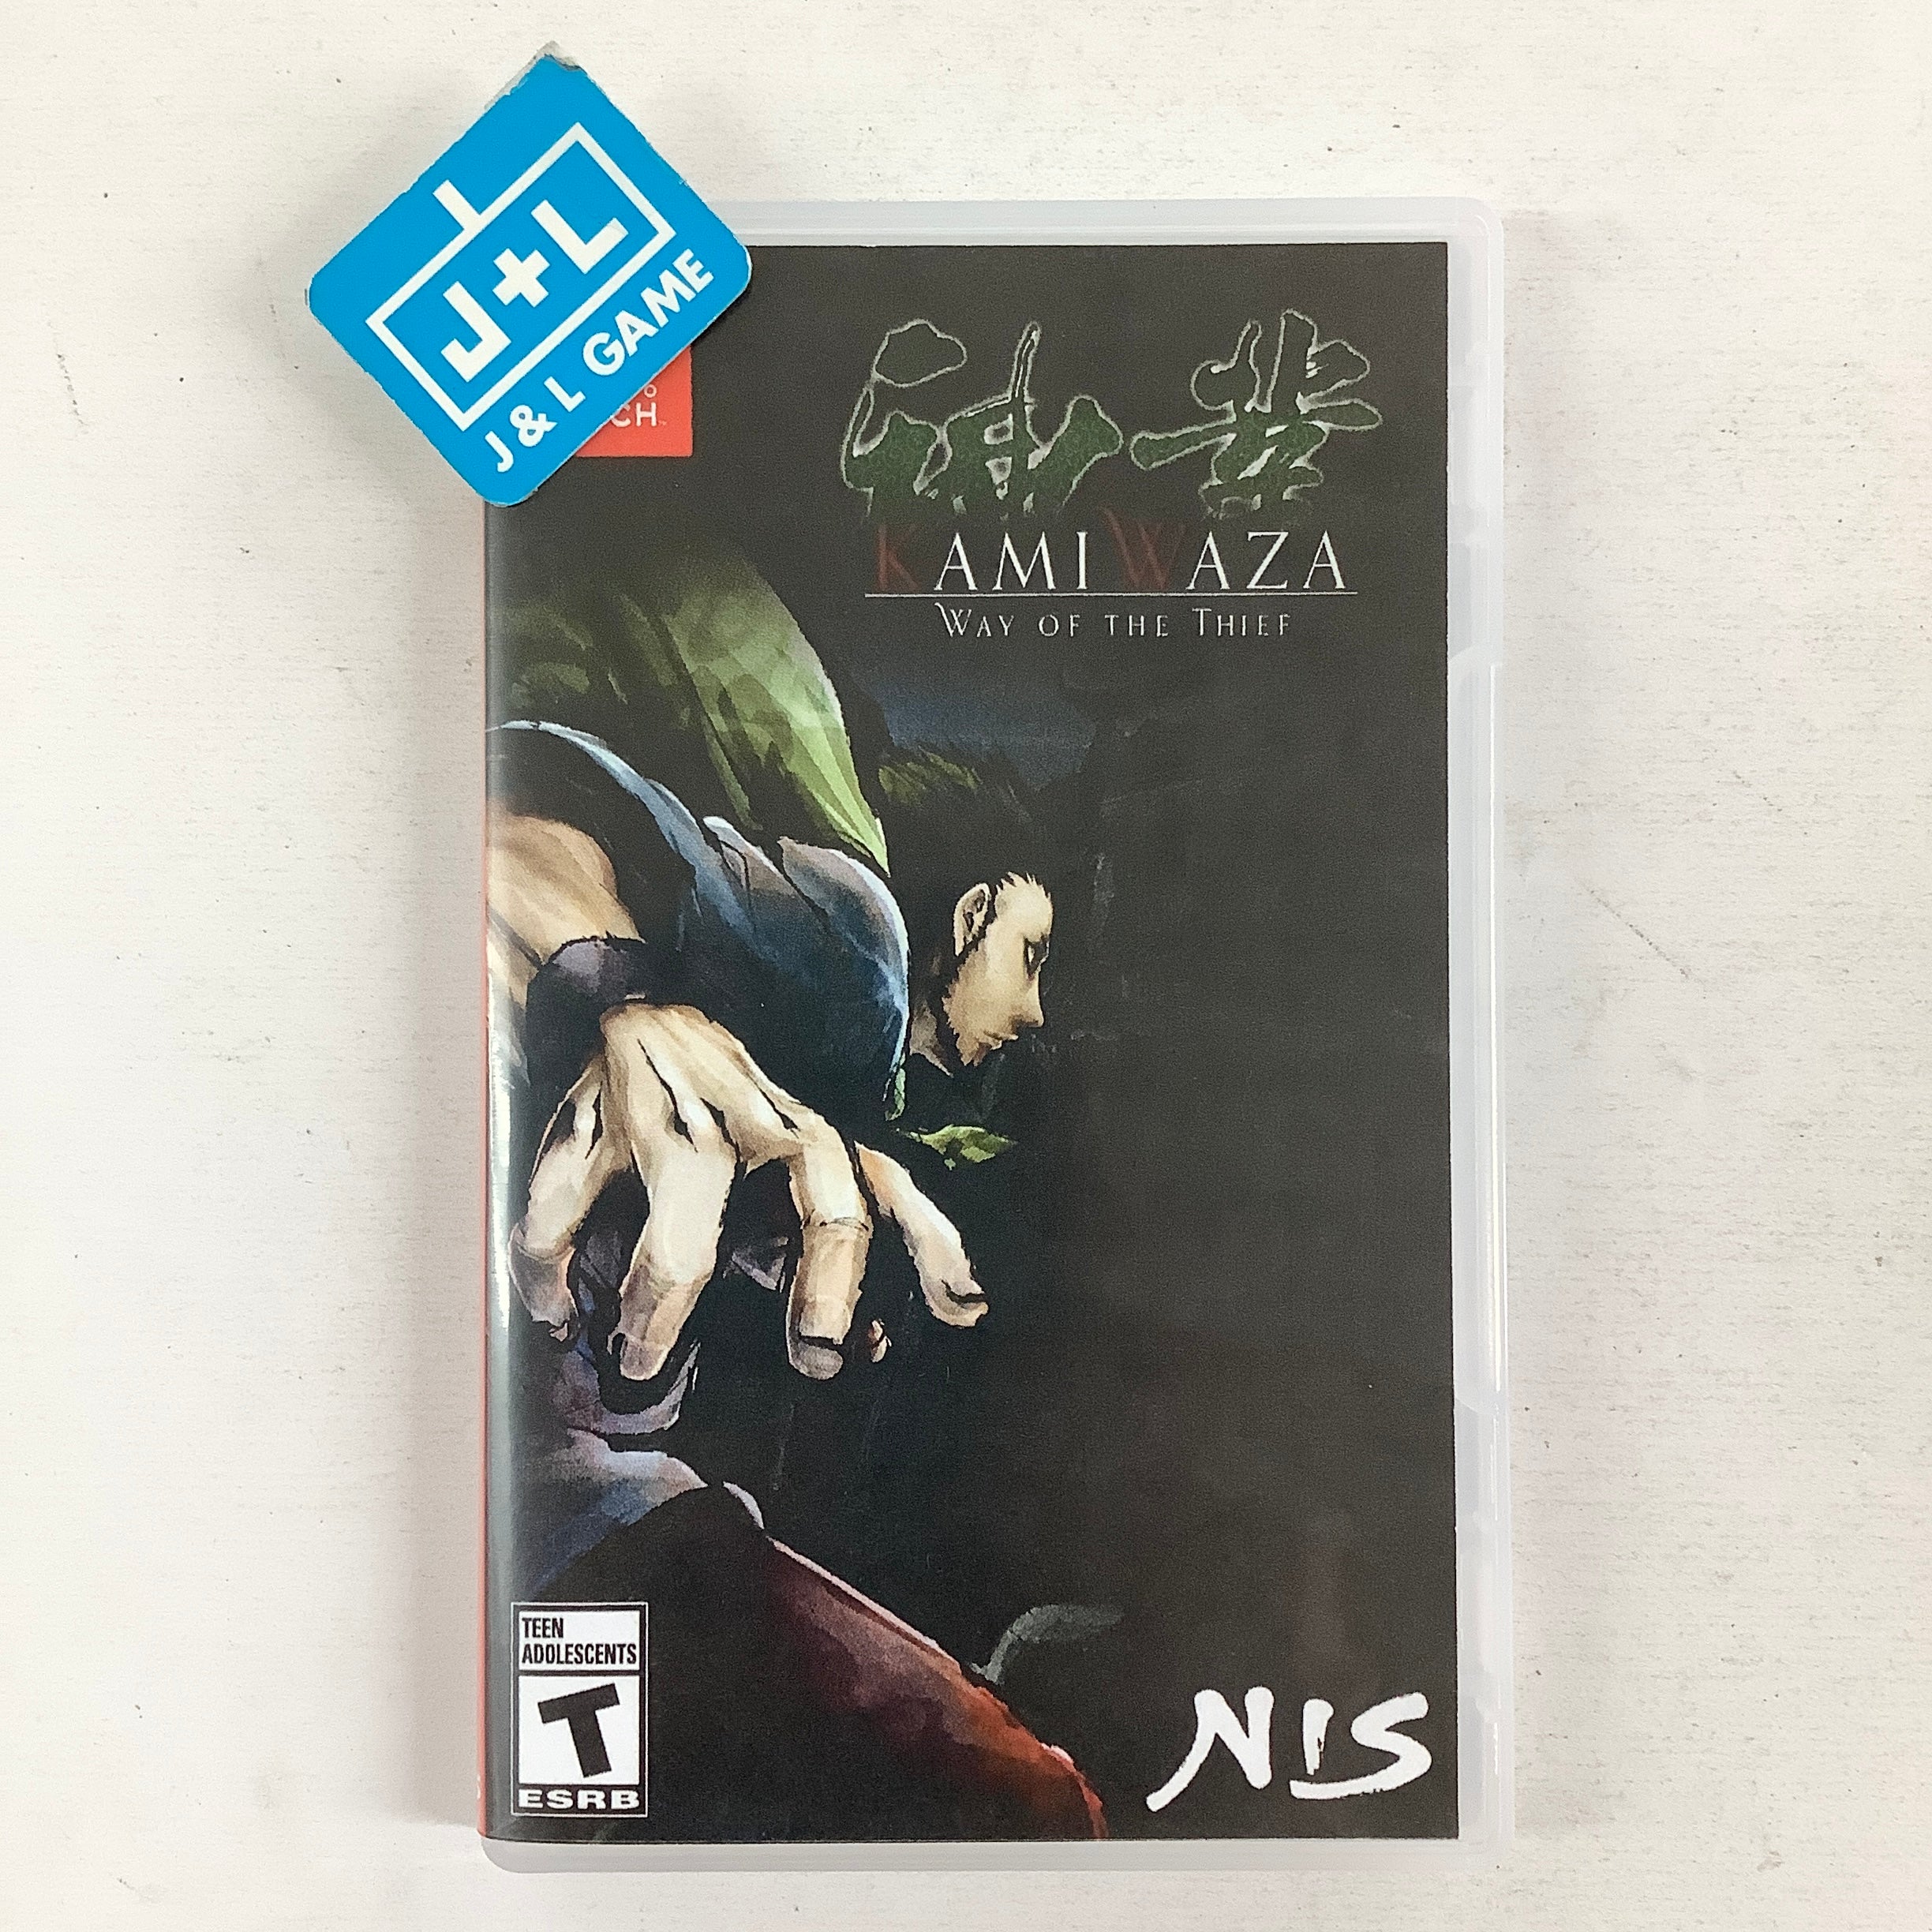 J+L
J & L GAME
CH
神業
KAMIWAZA
WAY OF THE THIEF
TEEN
ADOLESCENTS
T
ESRB
NIS